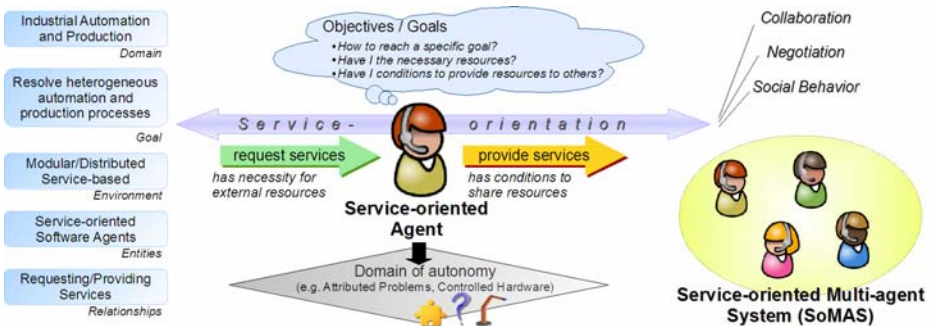 Industrial Automation
and Production
Domain
Resolve heterogeneous
automation and
production processes
Goal
Modular/Distributed
Service-based
Environment
Service-oriented
Software Agents
Entities
Requesting/Providing
Services
Relationships
Objectives / Goals
•How to reach a specific goal?
•Have I the necessary resources?
•Have I conditions to provide resources to others?
Service- orientation
request services
has necessity for
external resources
provide services
has conditions to
share resources
Service-oriented
Agent
Domain of autonomy
(e.g. Attributed Problems, Controlled Hardware)
?
Collaboration
Negotiation
Social Behavior
Service-oriented Multi-agent
System (SoMAS)